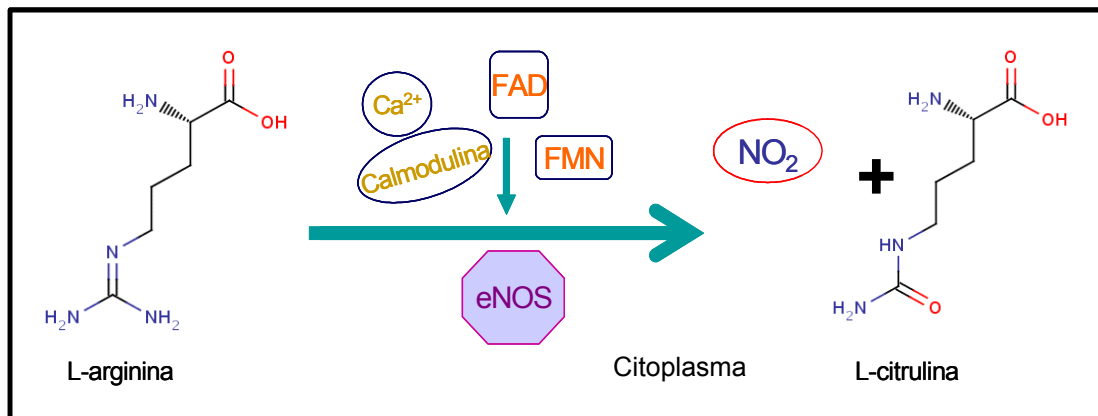 O
H₂N
OH
N
H₂N
NH₂
L-arginina
Ca²⁺
Calmodulina
FAD
FMN
eNOS
Citoplasma
NO₂
+
O
H₂N
OH
HN
H₂N
O
L-citrulina